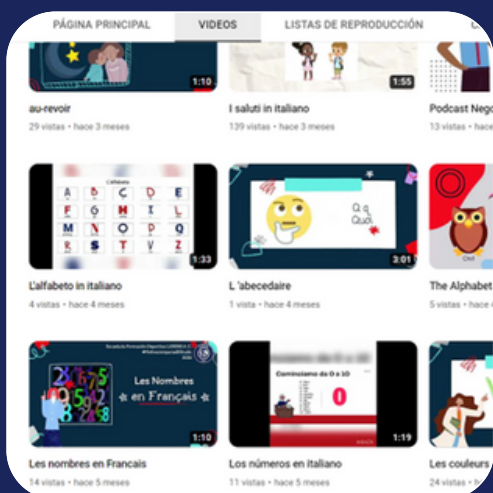 PÁGINA PRINCIPAL VIDEOS LISTAS DE REPRODUCCIÓN
1:10
1:55
au-revoir
I saluti in italiano
Podcast Nego
29 vistas • hace 3 meses
139 vistas • hace 3 meses
13 vistas • hace
L'alfabeto
A B C D E
F G H I L
M N O P Q
R S T V Z
1:33
Q q
Quoi
3:01
Owl
L'alfabeto in italiano
L 'abecedaire
The Alphabet
4 vistas • hace 4 meses
1 vista • hace 4 meses
5 vistas • hace 4
Les Nombres
en Français
1:10
Cominciamo da 0 a 10
0
1:19
Les nombres en Francais
Los números en italiano
Les couleurs
14 vistas • hace 5 meses
11 vistas • hace 5 meses
24 vistas •